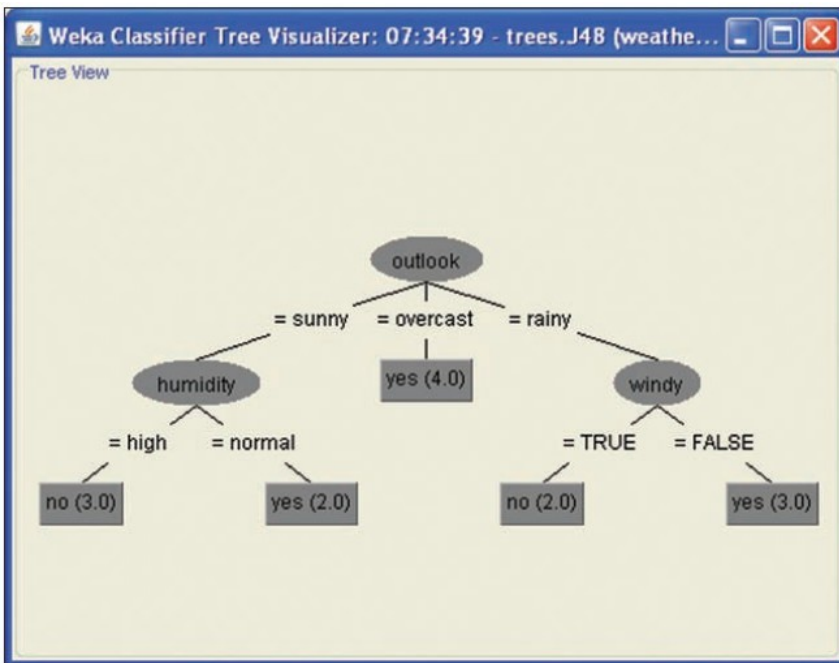 Weka Classifier Tree Visualizer: 07:34:39 - trees.J48 (weathe...
Tree View
outlook
= sunny = overcast = rainy
humidity yes (4.0) windy
= high = normal = TRUE = FALSE
no (3.0) yes (2.0) no (2.0) yes (3.0)